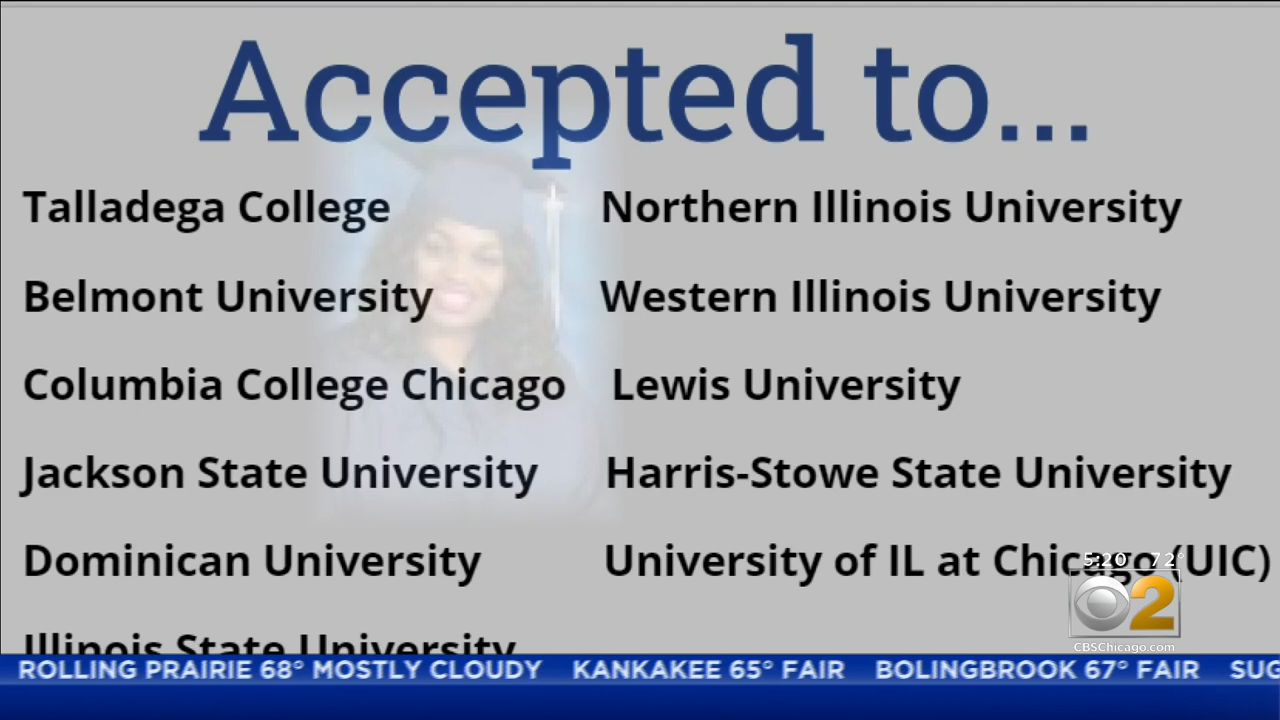 Accepted to...
Talladega College
Belmont University
Columbia College Chicago
Jackson State University
Dominican University
Illinois State University
Northern Illinois University
Western Illinois University
Lewis University
Harris-Stowe State University
University of IL at Chicago (UIC)
5:20 72°
2
CBSChicago.com
ROLLING PRAIRIE 68° MOSTLY CLOUDY KANKAKEE 65° FAIR BOLINGBROOK 67° FAIR SUG